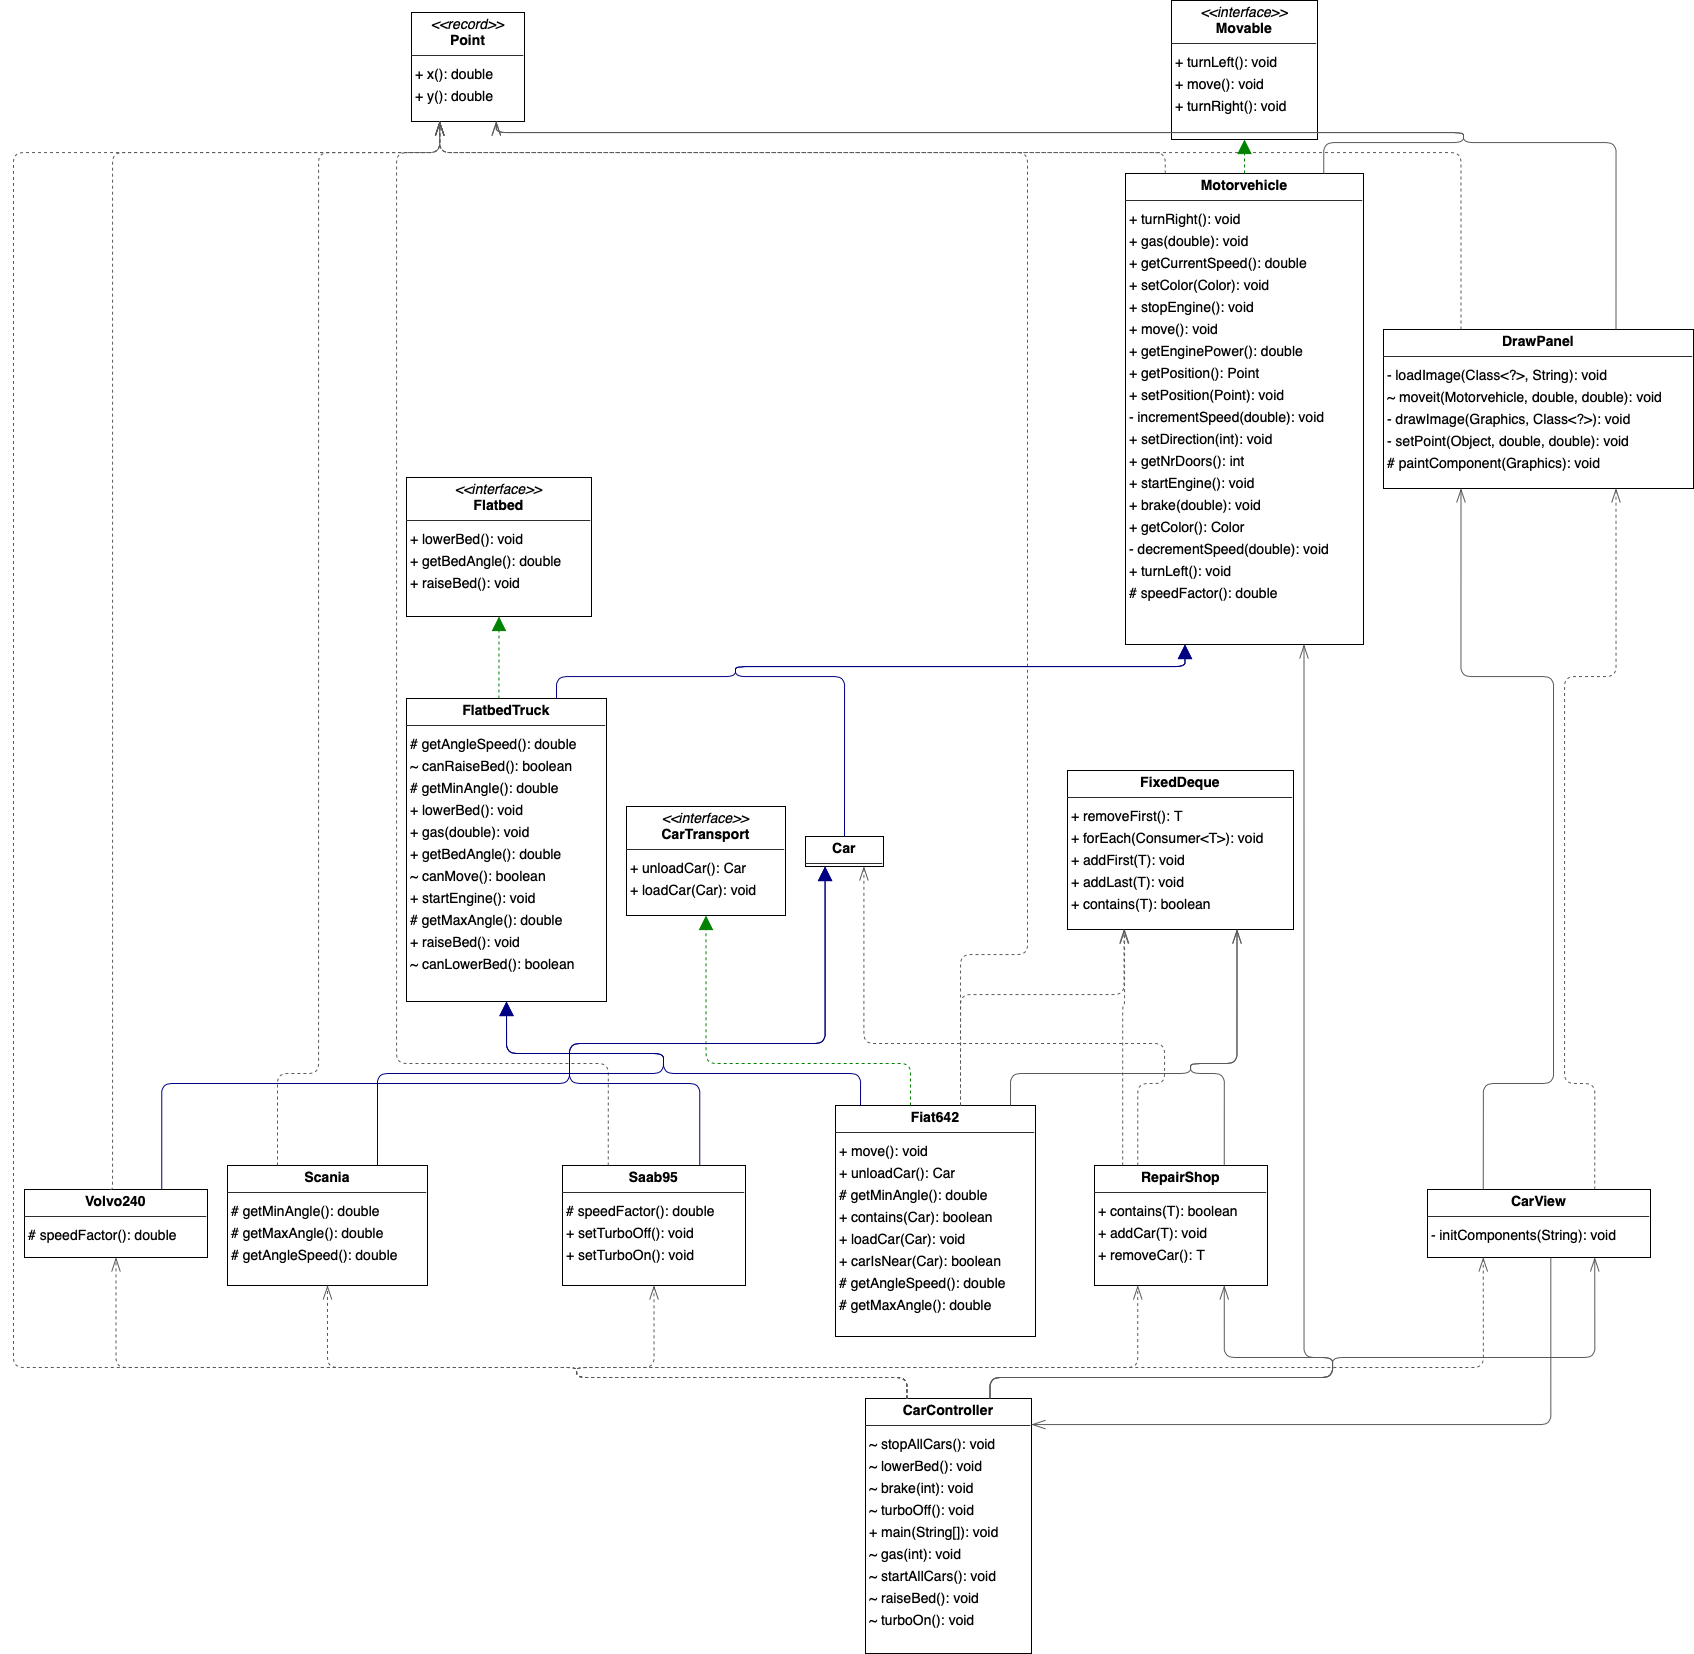 <<record>>
Point
+ x(): double
+ y(): double
<<interface>>
Movable
+ turnLeft(): void
+ move(): void
+ turnRight(): void
Motorvehicle
+ turnRight(): void
+ gas(double): void
+ getCurrentSpeed(): double
+ setColor(Color): void
+ stopEngine(): void
+ move(): void
+ getEnginePower(): double
+ getPosition(): Point
+ setPosition(Point): void
- incrementSpeed(double): void
+ setDirection(int): void
+ getNrDoors(): int
+ startEngine(): void
+ brake(double): void
+ getColor(): Color
- decrementSpeed(double): void
+ turnLeft(): void
# speedFactor(): double
DrawPanel
- loadImage(Class<?>, String): void
~ moveit(Motorvehicle, double, double): void
- drawImage(Graphics, Class<?>): void
- setPoint(Object, double, double): void
# paintComponent(Graphics): void
<<interface>>
Flatbed
+ lowerBed(): void
+ getBedAngle(): double
+ raiseBed(): void
FlatbedTruck
# getAngleSpeed(): double
~ canRaiseBed(): boolean
# getMinAngle(): double
+ lowerBed(): void
+ gas(double): void
+ getBedAngle(): double
~ canMove(): boolean
+ startEngine(): void
# getMaxAngle(): double
+ raiseBed(): void
~ canLowerBed(): boolean
<<interface>>
CarTransport
+ unloadCar(): Car
+ loadCar(Car): void
Car
FixedDeque
+ removeFirst(): T
+ forEach(Consumer<T>): void
+ addFirst(T): void
+ addLast(T): void
+ contains(T): boolean
Volvo240
# speedFactor(): double
Scania
# getMinAngle(): double
# getMaxAngle(): double
# getAngleSpeed(): double
Saab95
# speedFactor(): double
+ setTurboOff(): void
+ setTurboOn(): void
Fiat642
+ move(): void
+ unloadCar(): Car
# getMinAngle(): double
+ contains(Car): boolean
+ loadCar(Car): void
+ carIsNear(Car): boolean
# getAngleSpeed(): double
# getMaxAngle(): double
RepairShop
+ contains(T): boolean
+ addCar(T): void
+ removeCar(): T
CarView
- initComponents(String): void
CarController
~ stopAllCars(): void
~ lowerBed(): void
~ brake(int): void
~ turboOff(): void
+ main(String[]): void
~ gas(int): void
~ startAllCars(): void
~ raiseBed(): void
~ turboOn(): void